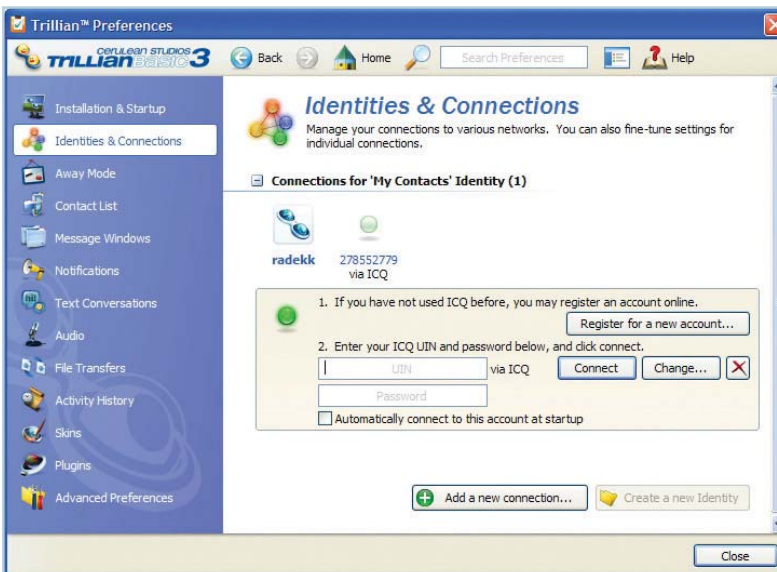 Trillian™ Preferences
cerulean studios
TRILLIAN BASIC 3
Back
Home
Search Preferences
Help
Installation & Startup
Identities & Connections
Away Mode
Contact List
Message Windows
Notifications
Text Conversations
Audio
File Transfers
Activity History
Skins
Plugins
Advanced Preferences
Identities & Connections
Manage your connections to various networks. You can also fine-tune settings for
individual connections.
Connections for 'My Contacts' Identity (1)
radekk
278552779
via ICQ
1. If you have not used ICQ before, you may register an account online.
Register for a new account...
2. Enter your ICQ UIN and password below, and click connect.
UIN
via ICQ
Connect
Change...
Password
Automatically connect to this account at startup
Add a new connection...
Create a new Identity
Close